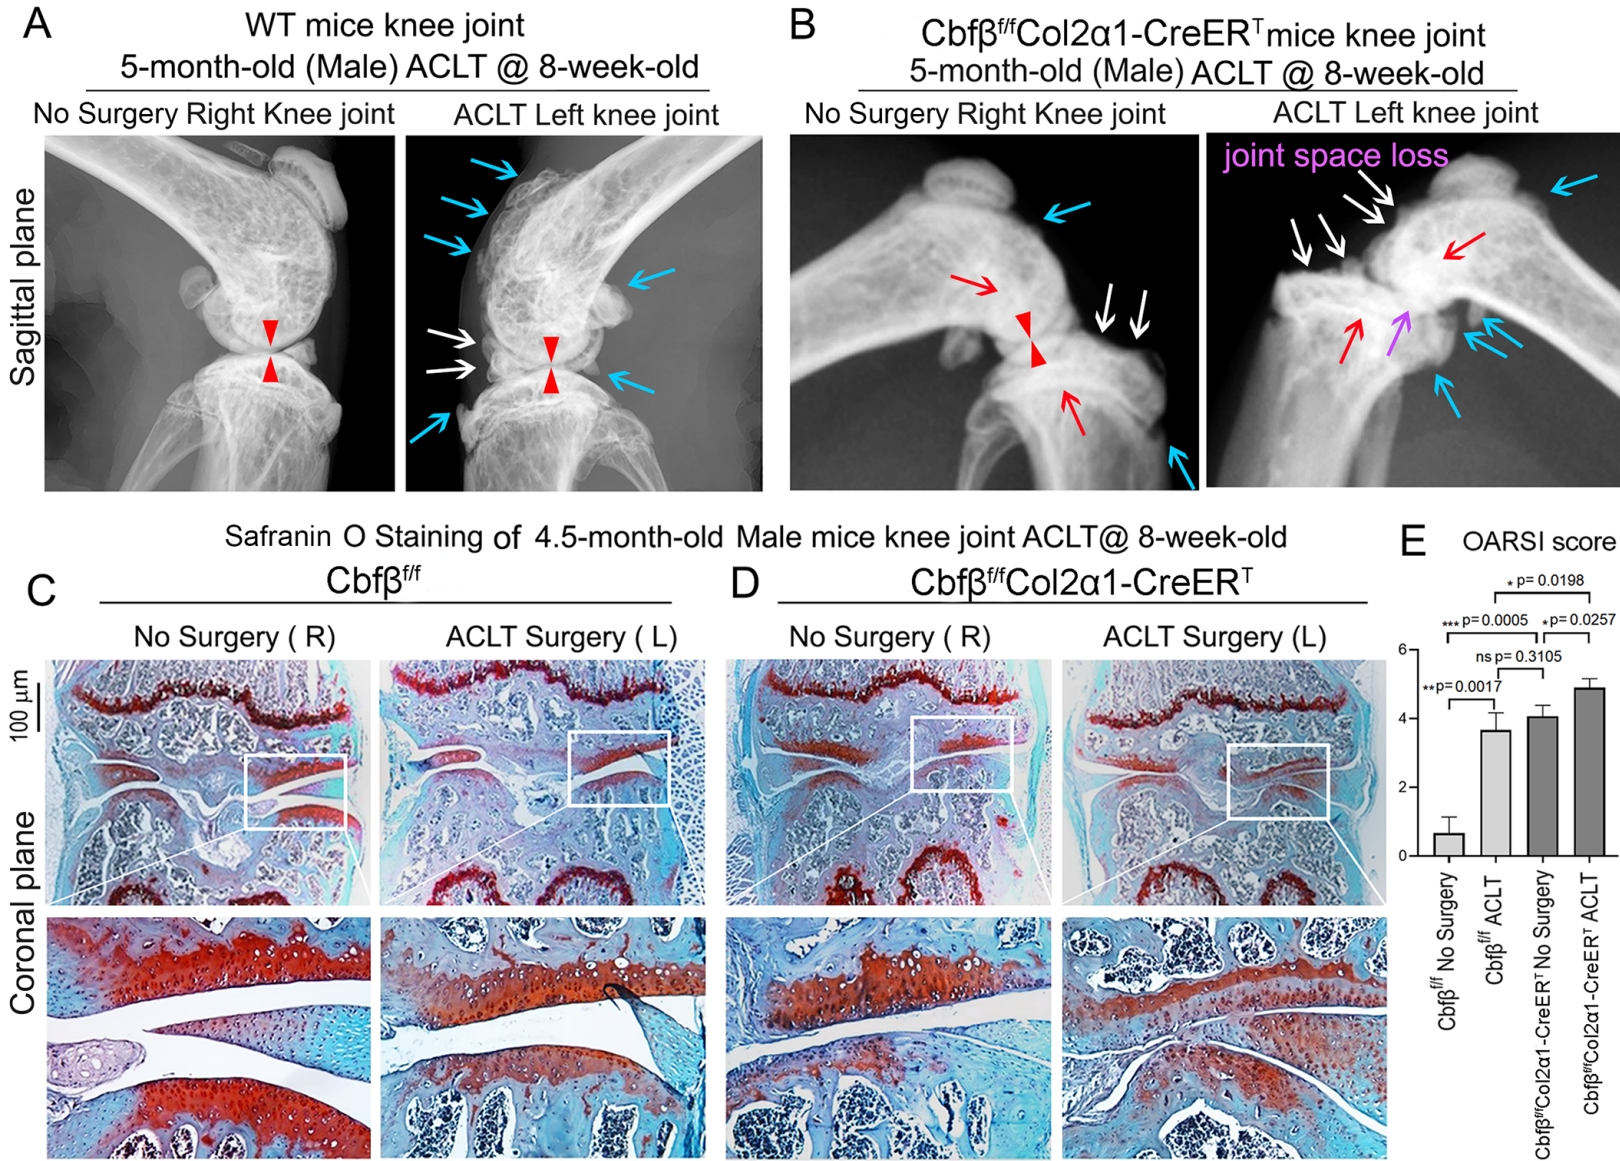 A
WT mice knee joint
5-month-old (Male) ACLT @ 8-week-old
No Surgery Right Knee joint
ACLT Left knee joint
Sagittal plane
B
Cbfβf/fCol2α1-CreERT mice knee joint
5-month-old (Male) ACLT @ 8-week-old
No Surgery Right Knee joint
ACLT Left knee joint
joint space loss
Safranin O Staining of 4.5-month-old Male mice knee joint ACLT@ 8-week-old
C
Cbfβf/f
No Surgery ( R)
ACLT Surgery ( L)
100 μm
Coronal plane
D
Cbfβf/fCol2α1-CreERT
No Surgery ( R)
ACLT Surgery (L)
E
OARSI score
* p= 0.0198
*** p= 0.0005
* p= 0.0257
ns p= 0.3105
** p= 0.0017
6
4
2
0
Cbfβf/f No Surgery
Cbfβf/f ACLT
Cbfβf/fCol2α1-CreERT No Surgery
Cbfβf/fCol2α1-CreERT ACLT